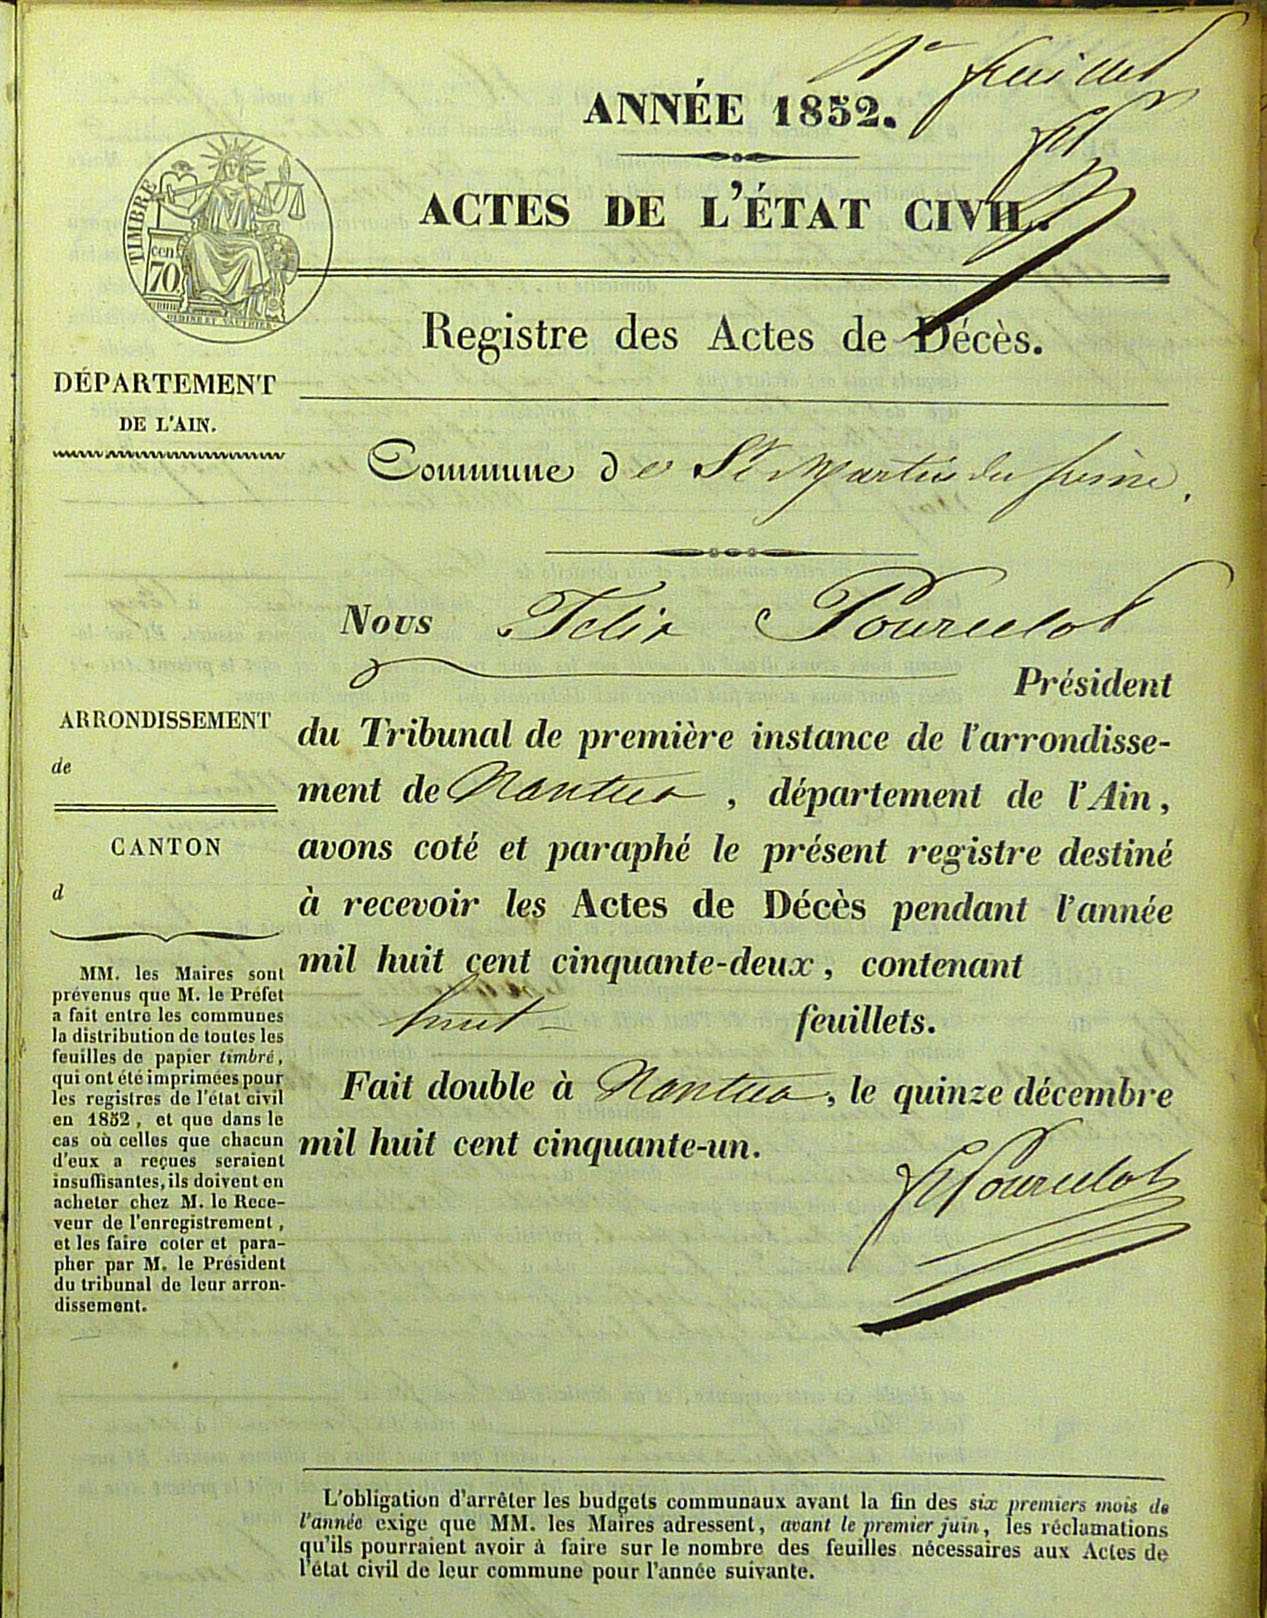 1er feuillet
ANNÉE 1852.
ACTES DE L'ÉTAT CIVIL.
TIMBRE
cen.
70
Registre des Actes de Décès.
DÉPARTEMENT
DE L'AIN.
Commune de St Martin du frêne,
Nous Felix Pourcelot
Président
du Tribunal de première instance de l'arrondisse-
ment de Nantua, département de l'Ain,
avons coté et paraphé le présent registre destiné
à recevoir les Actes de Décès pendant l'année
mil huit cent cinquante-deux, contenant
huit feuillets.
Fait double à Nantua, le quinze décembre
mil huit cent cinquante-un.
FPourcelot
ARRONDISSEMENT
de
CANTON
d
MM. les Maires sont
prévenus que M. le Préfet
a fait entre les communes
la distribution de toutes les
feuilles de papier timbré,
qui ont été imprimées pour
les registres de l'état civil
en 1852, et que dans le
cas où celles que chacun
d'eux a reçues seraient
insuffisantes, ils doivent en
acheter chez M. le Rece-
veur de l'enregistrement,
et les faire coter et para-
pher par M. le Président
du tribunal de leur arron-
dissement.
L'obligation d'arrêter les budgets communaux avant la fin des six premiers mois de
l'année exige que MM. les Maires adressent, avant le premier juin, les réclamations
qu'ils pourraient avoir à faire sur le nombre des feuilles nécessaires aux Actes de
l'état civil de leur commune pour l'année suivante.